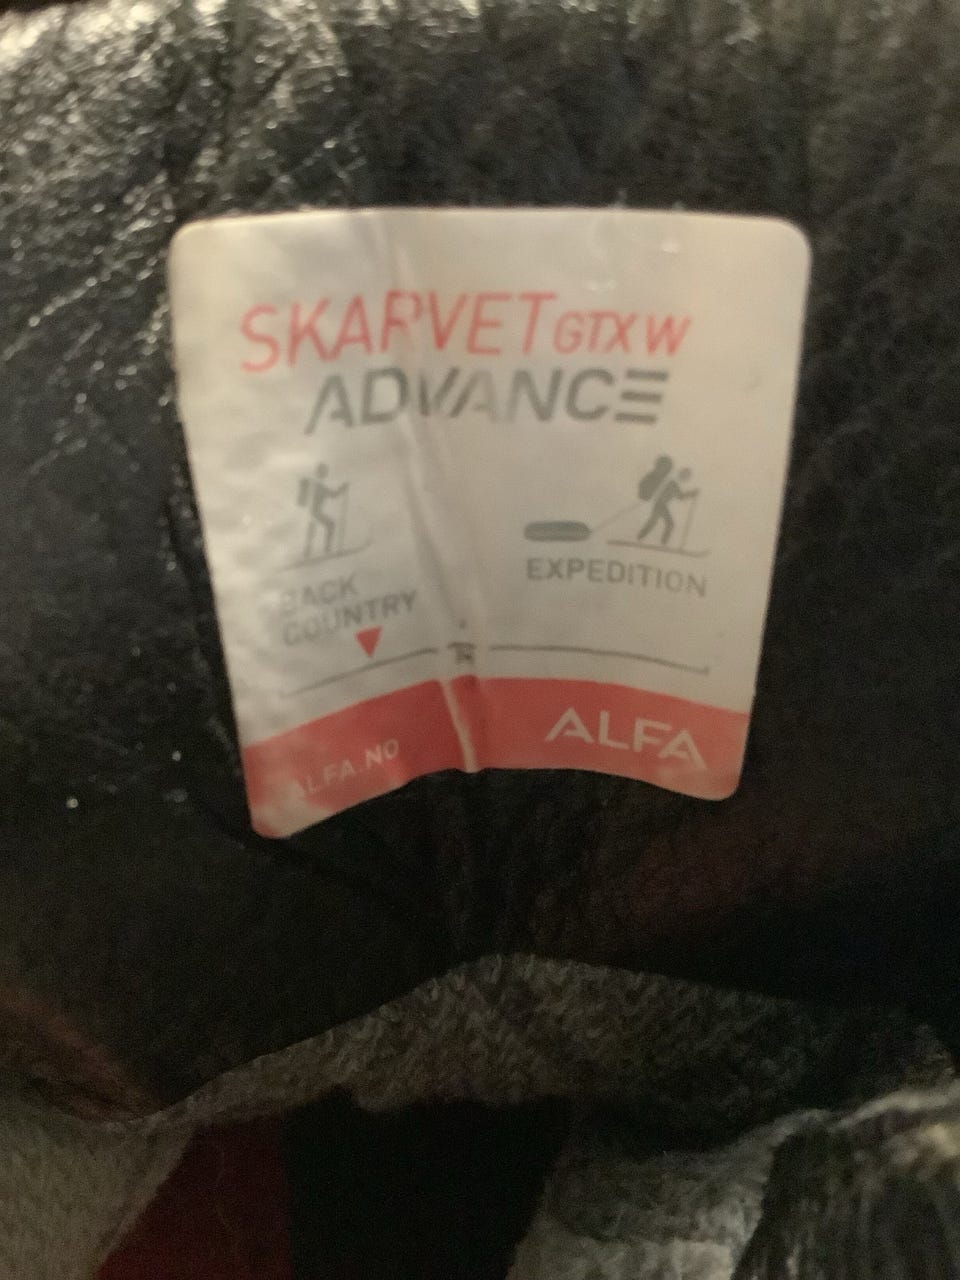 SKARVET GTX W
ADVANCE
BACK
COUNTRY
EXPEDITION
ALFA.NO
ALFA